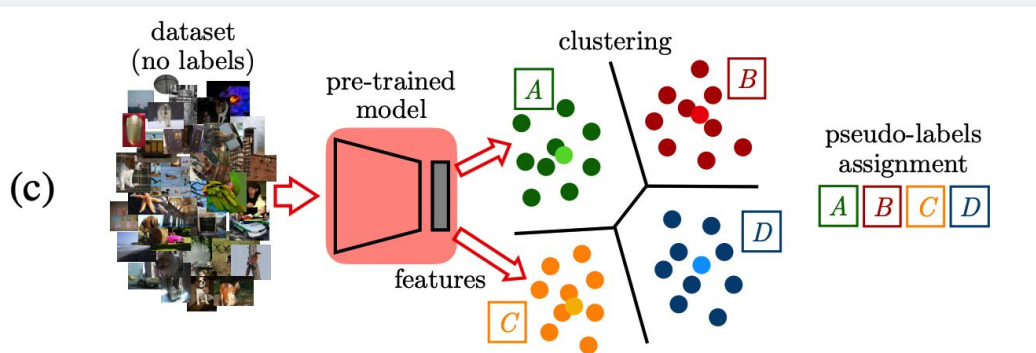 dataset
(no labels)
pre-trained
model
clustering
A
B
pseudo-labels
assignment
A B C D
(c)
features
C
D